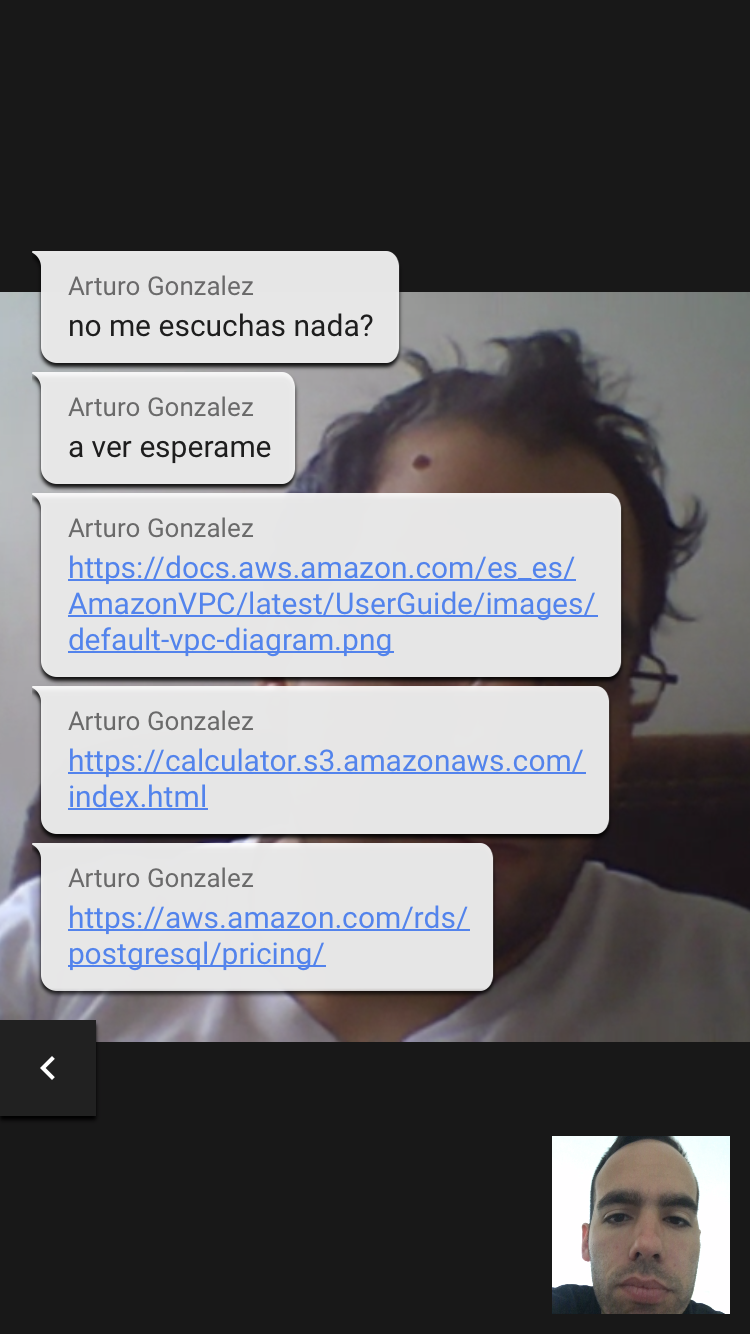 Arturo Gonzalez
no me escuchas nada?
Arturo Gonzalez
a ver esperame
Arturo Gonzalez
https://docs.aws.amazon.com/es_es/
AmazonVPC/latest/UserGuide/images/
default-vpc-diagram.png
Arturo Gonzalez
https://calculator.s3.amazonaws.com/
index.html
Arturo Gonzalez
https://aws.amazon.com/rds/
postgresql/pricing/